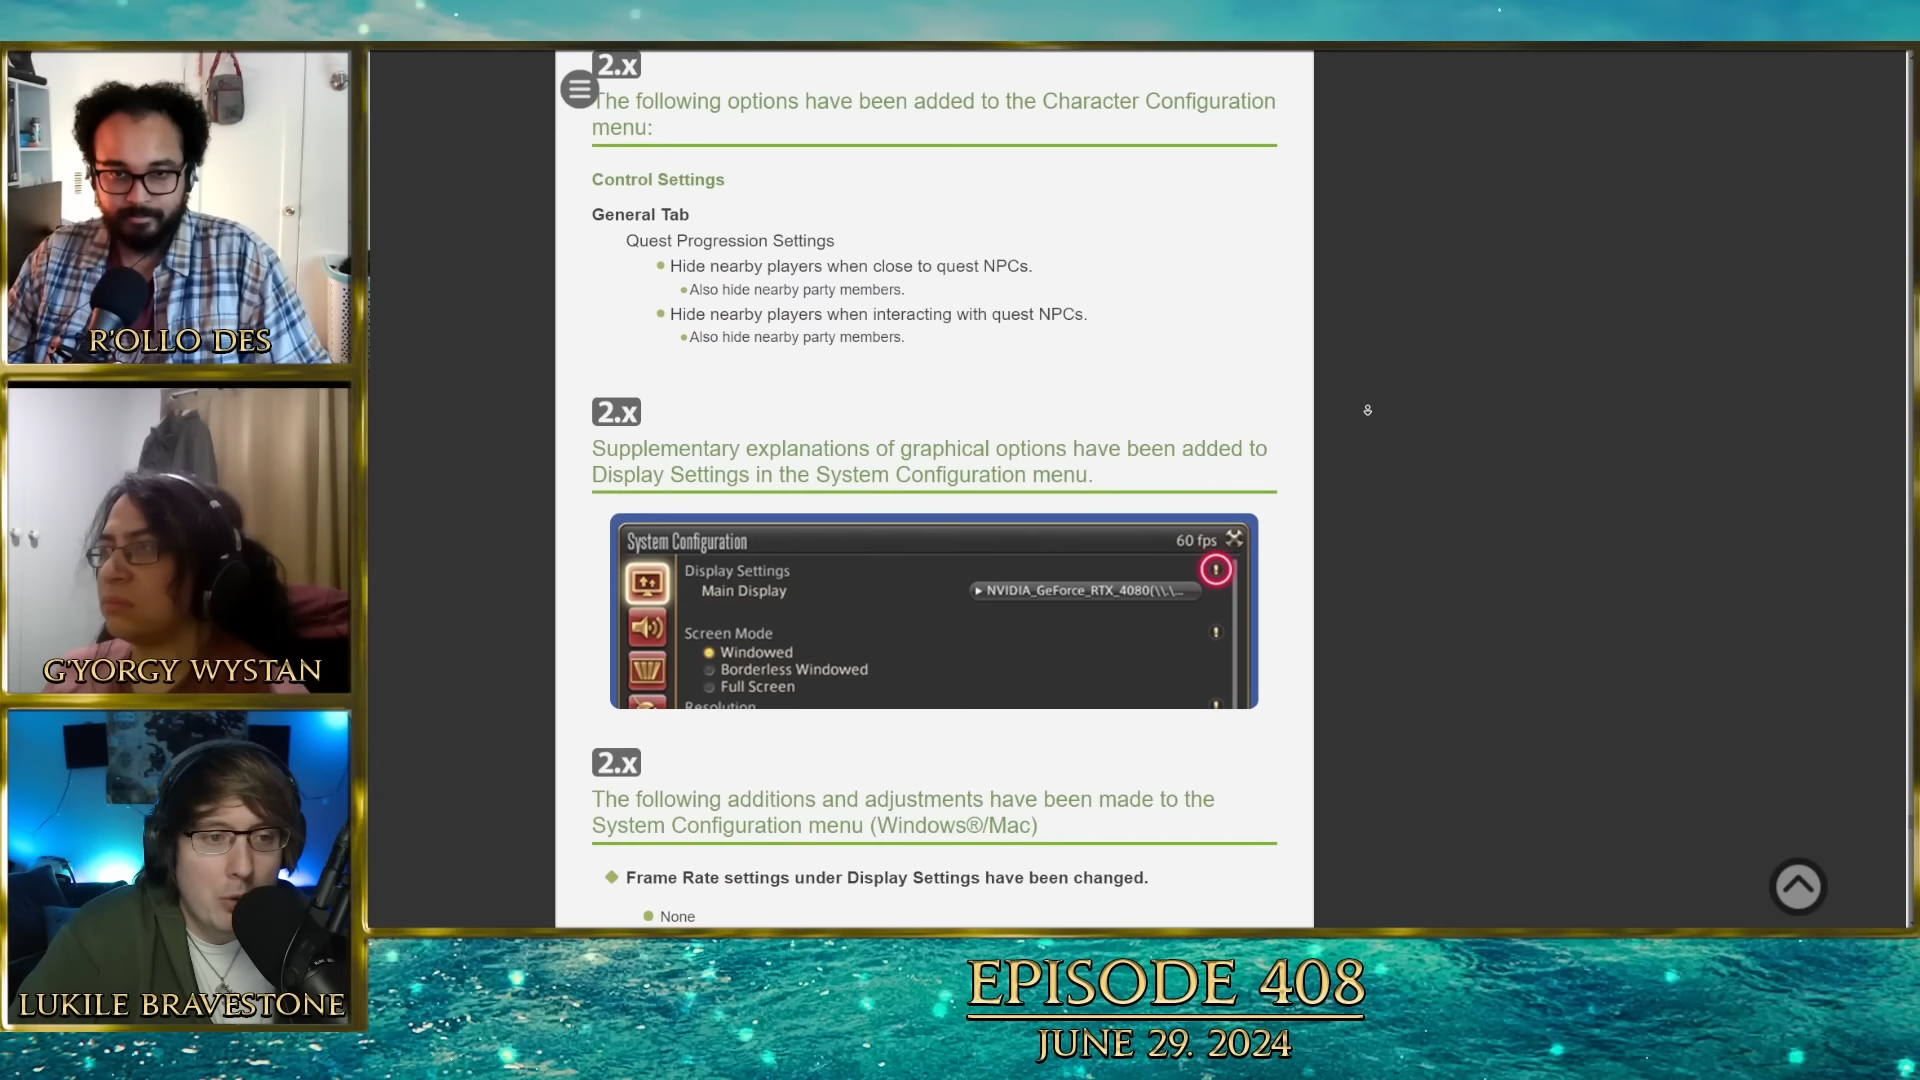 R'OLLO DES
G'YORGY WYSTAN
LUKILE BRAVESTONE
2.x
The following options have been added to the Character Configuration
menu:
Control Settings
General Tab
Quest Progression Settings
Hide nearby players when close to quest NPCs.
Also hide nearby party members.
Hide nearby players when interacting with quest NPCs.
Also hide nearby party members.
2.x
Supplementary explanations of graphical options have been added to
Display Settings in the System Configuration menu.
System Configuration 60 fps
Display Settings
Main Display NVIDIA_GeForce_RTX_4080(\\.\...
Screen Mode
Windowed
Borderless Windowed
Full Screen
Resolution
2.x
The following additions and adjustments have been made to the
System Configuration menu (Windows®/Mac)
Frame Rate settings under Display Settings have been changed.
None
EPISODE 408
JUNE 29. 2024